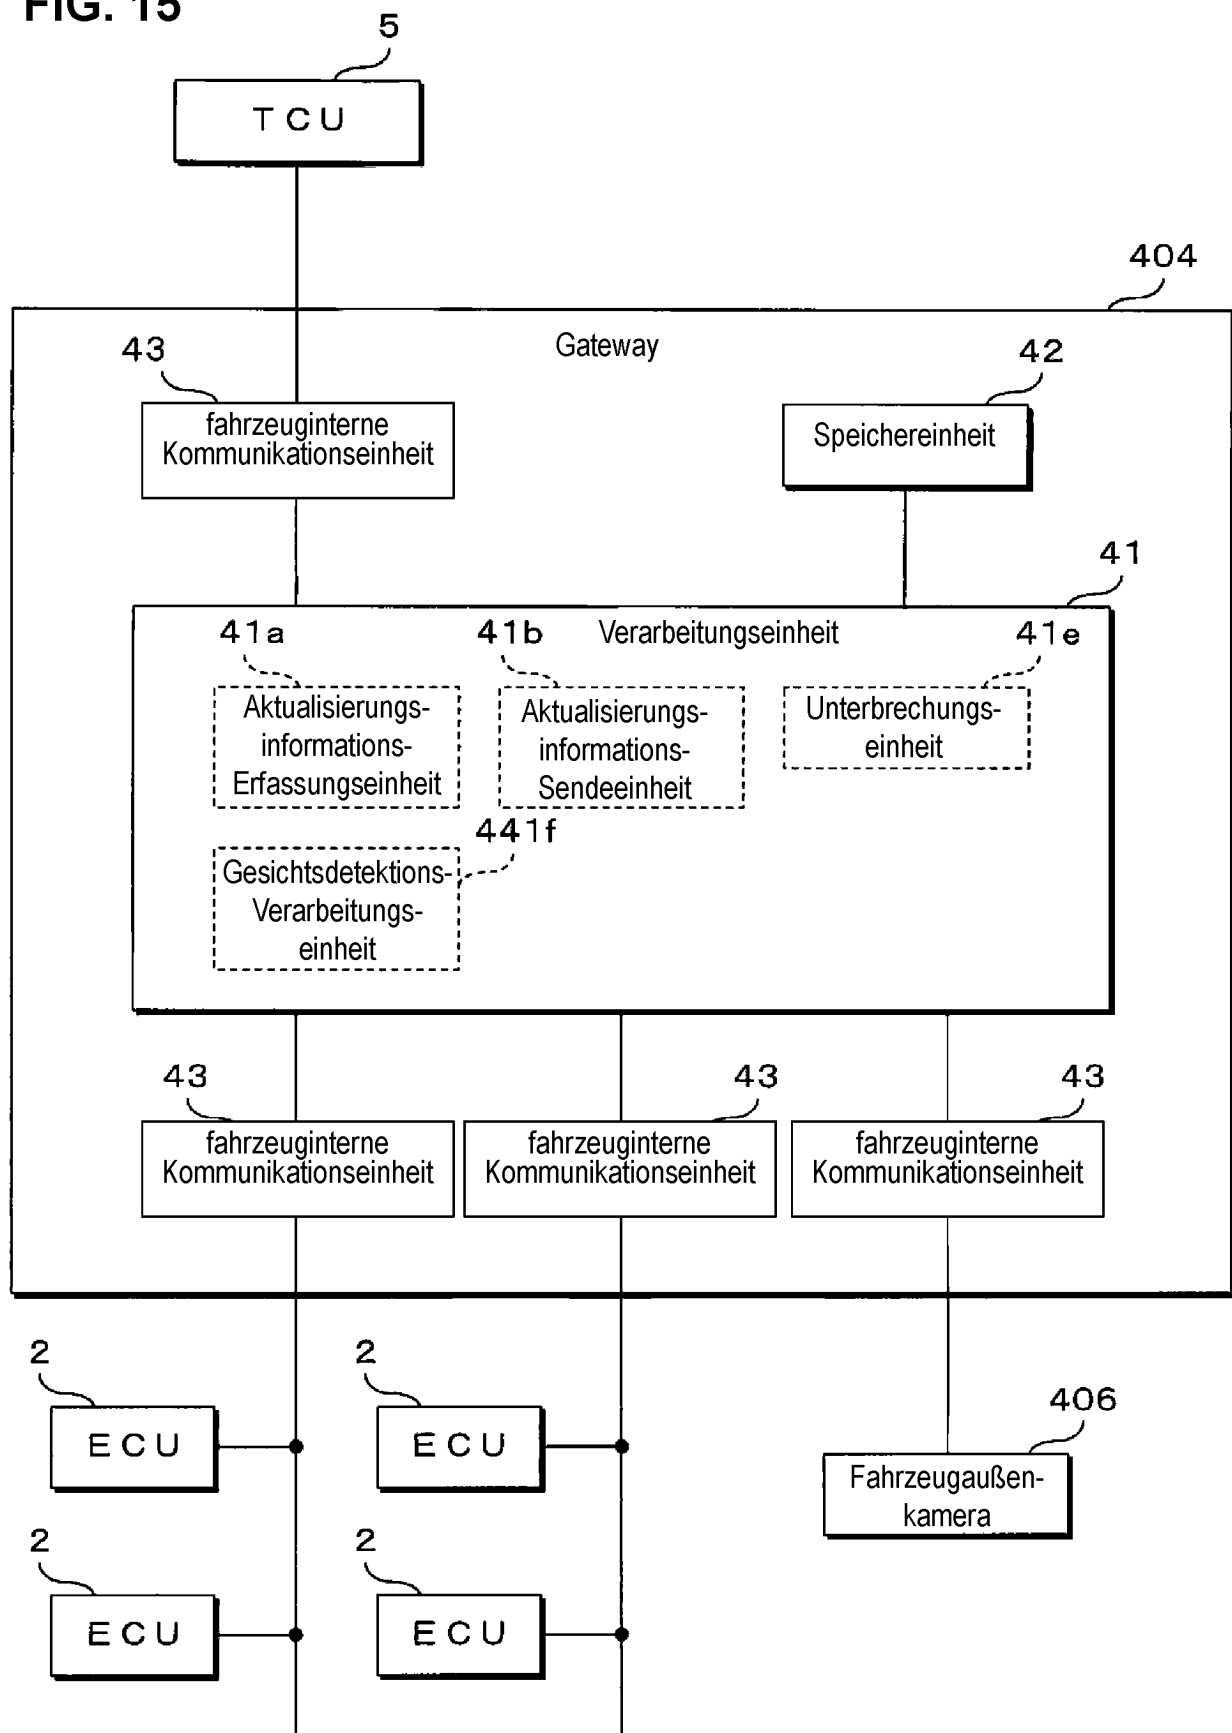 FIG. 15
5
TCU
404
Gateway
43
fahrzeuginterne
Kommunikationseinheit
42
Speichereinheit
41
Verarbeitungseinheit
41a
Aktualisierungs-
informations-
Erfassungseinheit
41b
Aktualisierungs-
informations-
Sendeeinheit
41e
Unterbrechungs-
einheit
441f
Gesichtsdetektions-
Verarbeitungs-
einheit
43
fahrzeuginterne
Kommunikationseinheit
43
fahrzeuginterne
Kommunikationseinheit
43
fahrzeuginterne
Kommunikationseinheit
2
ECU
2
ECU
406
Fahrzeugaußen-
kamera
2
ECU
2
ECU